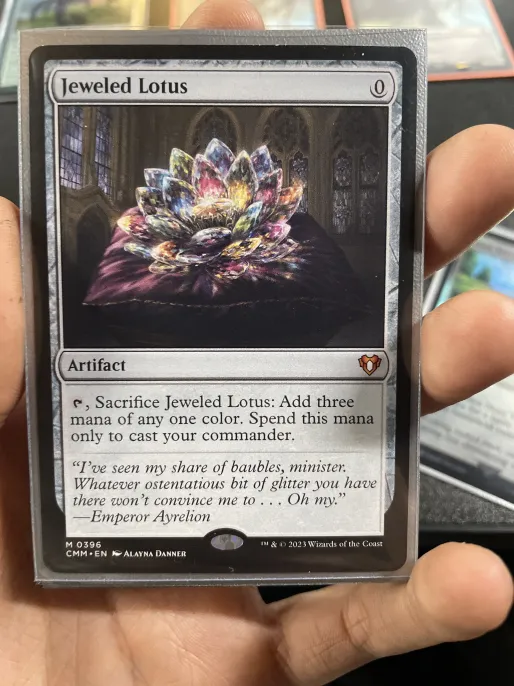 Jeweled Lotus 0
Artifact
, Sacrifice Jeweled Lotus: Add three
mana of any one color. Spend this mana
only to cast your commander.
“I’ve seen my share of baubles, minister.
Whatever ostentatious bit of glitter you have
there won’t convince me to . . . Oh my.”
—Emperor Ayrelion
M 0396
CMM • EN ALAYNA DANNER
™ & © 2023 Wizards of the Coast